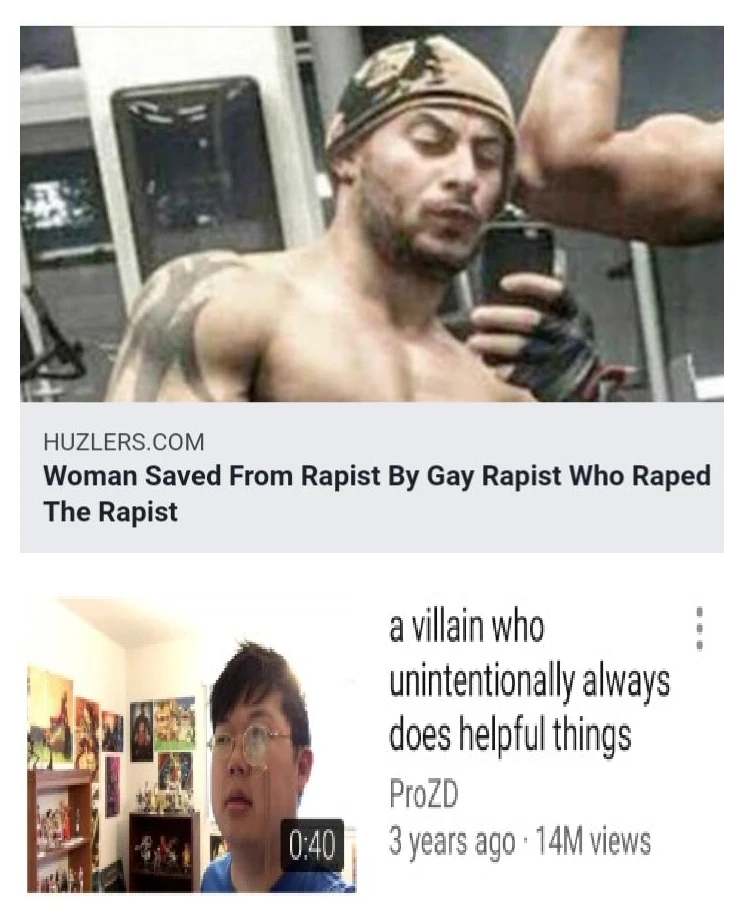 HUZLERS.COM
Woman Saved From Rapist By Gay Rapist Who Raped
The Rapist
a villain who
unintentionally always
does helpful things
ProZD
0:40
3 years ago · 14M views